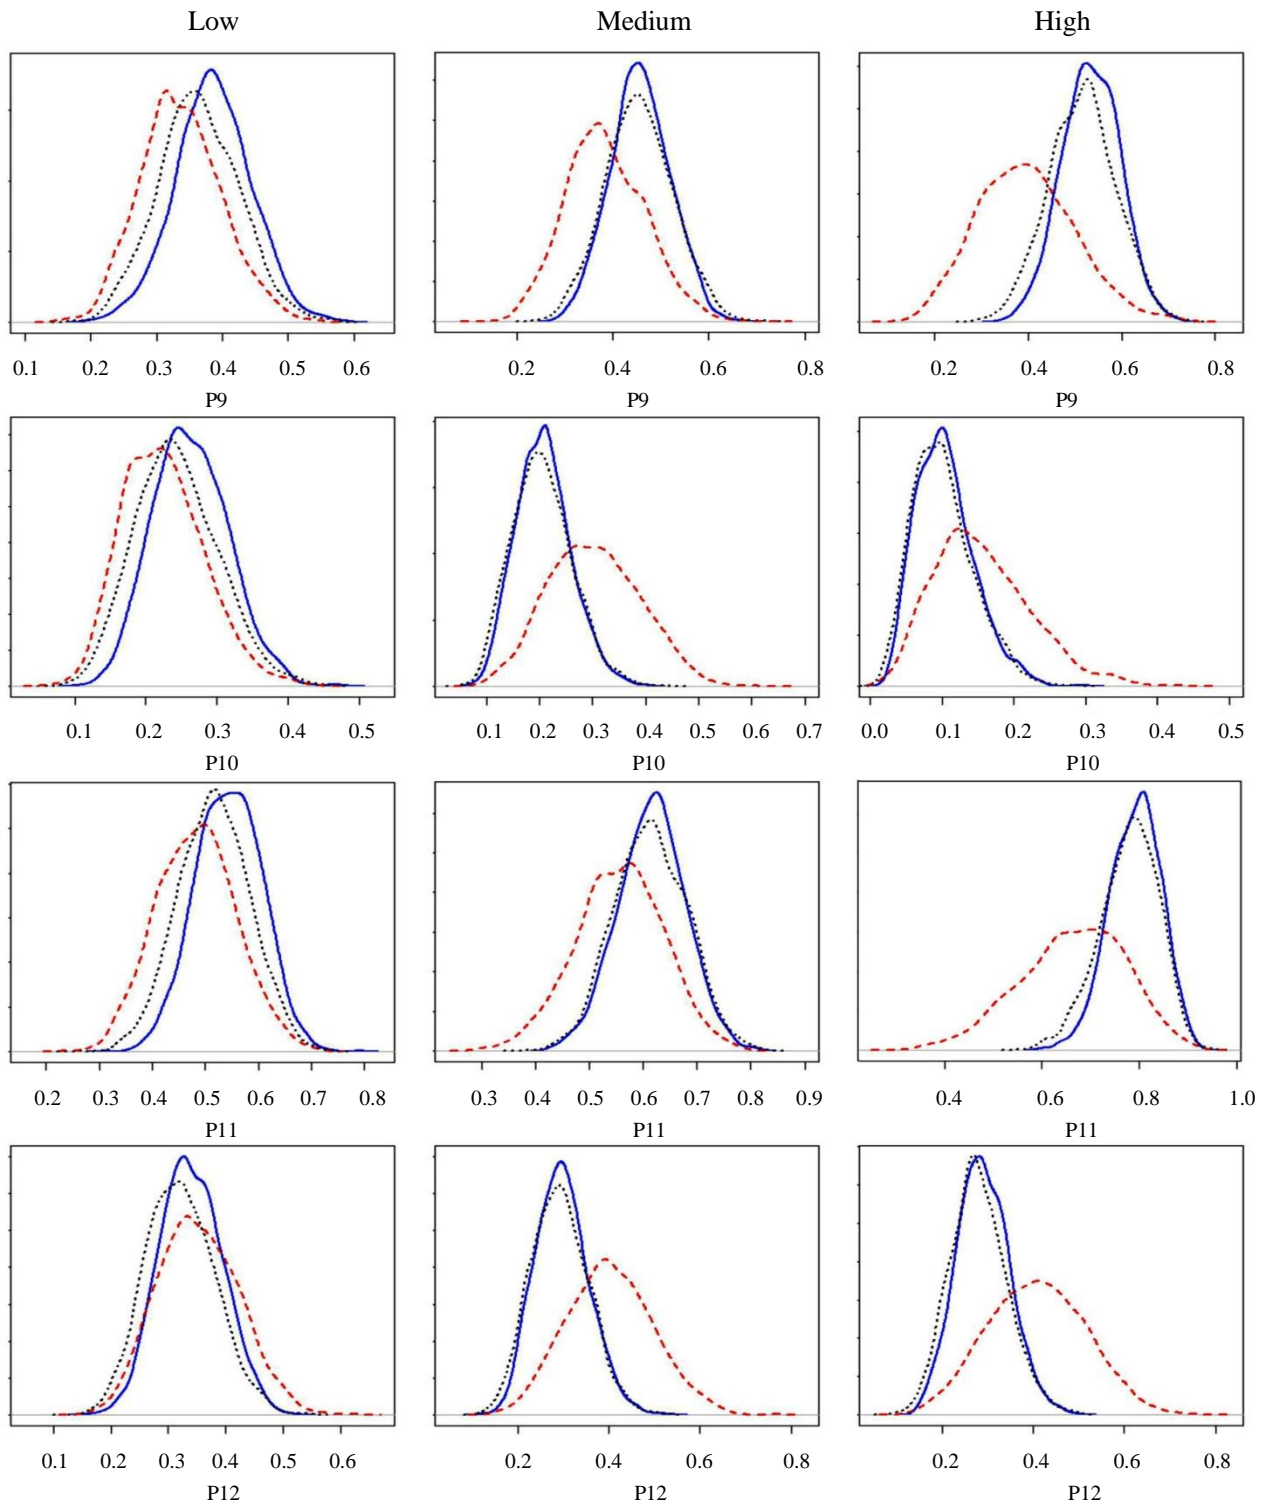 Low Medium High
0.1 0.2 0.3 0.4 0.5 0.6 0.2 0.4 0.6 0.8 0.2 0.4 0.6 0.8
P9 P9 P9
0.1 0.2 0.3 0.4 0.5 0.1 0.2 0.3 0.4 0.5 0.6 0.7 0.0 0.1 0.2 0.3 0.4 0.5
P10 P10 P10
0.2 0.3 0.4 0.5 0.6 0.7 0.8 0.3 0.4 0.5 0.6 0.7 0.8 0.9 0.4 0.6 0.8 1.0
P11 P11 P11
0.1 0.2 0.3 0.4 0.5 0.6 0.2 0.4 0.6 0.8 0.2 0.4 0.6 0.8
P12 P12 P12